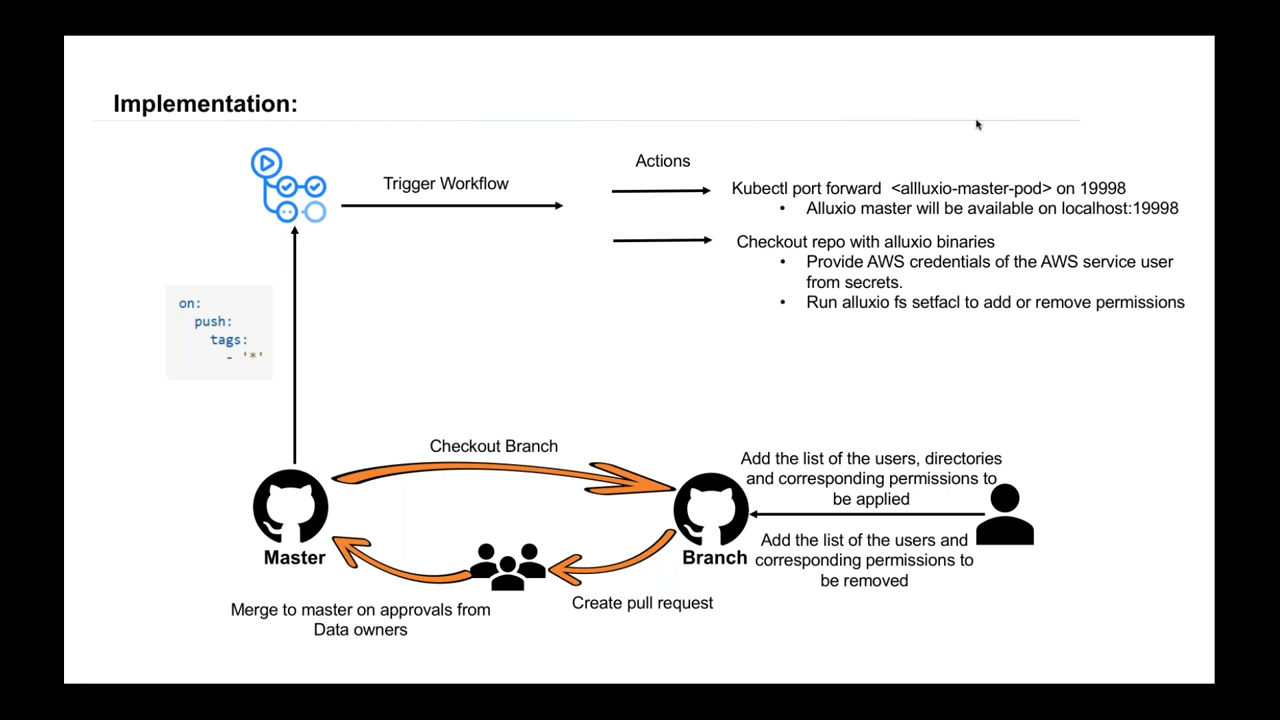 Implementation:
Actions
Trigger Workflow
Kubectl port forward  <allluxio-master-pod> on 19998
• Alluxio master will be available on localhost:19998
Checkout repo with alluxio binaries
• Provide AWS credentials of the AWS service user
from secrets.
• Run alluxio fs setfacl to add or remove permissions
on:
push:
tags:
- '*'
Checkout Branch
Add the list of the users, directories
and corresponding permissions to
be applied
Master
Branch
Add the list of the users and
corresponding permissions to
be removed
Create pull request
Merge to master on approvals from
Data owners